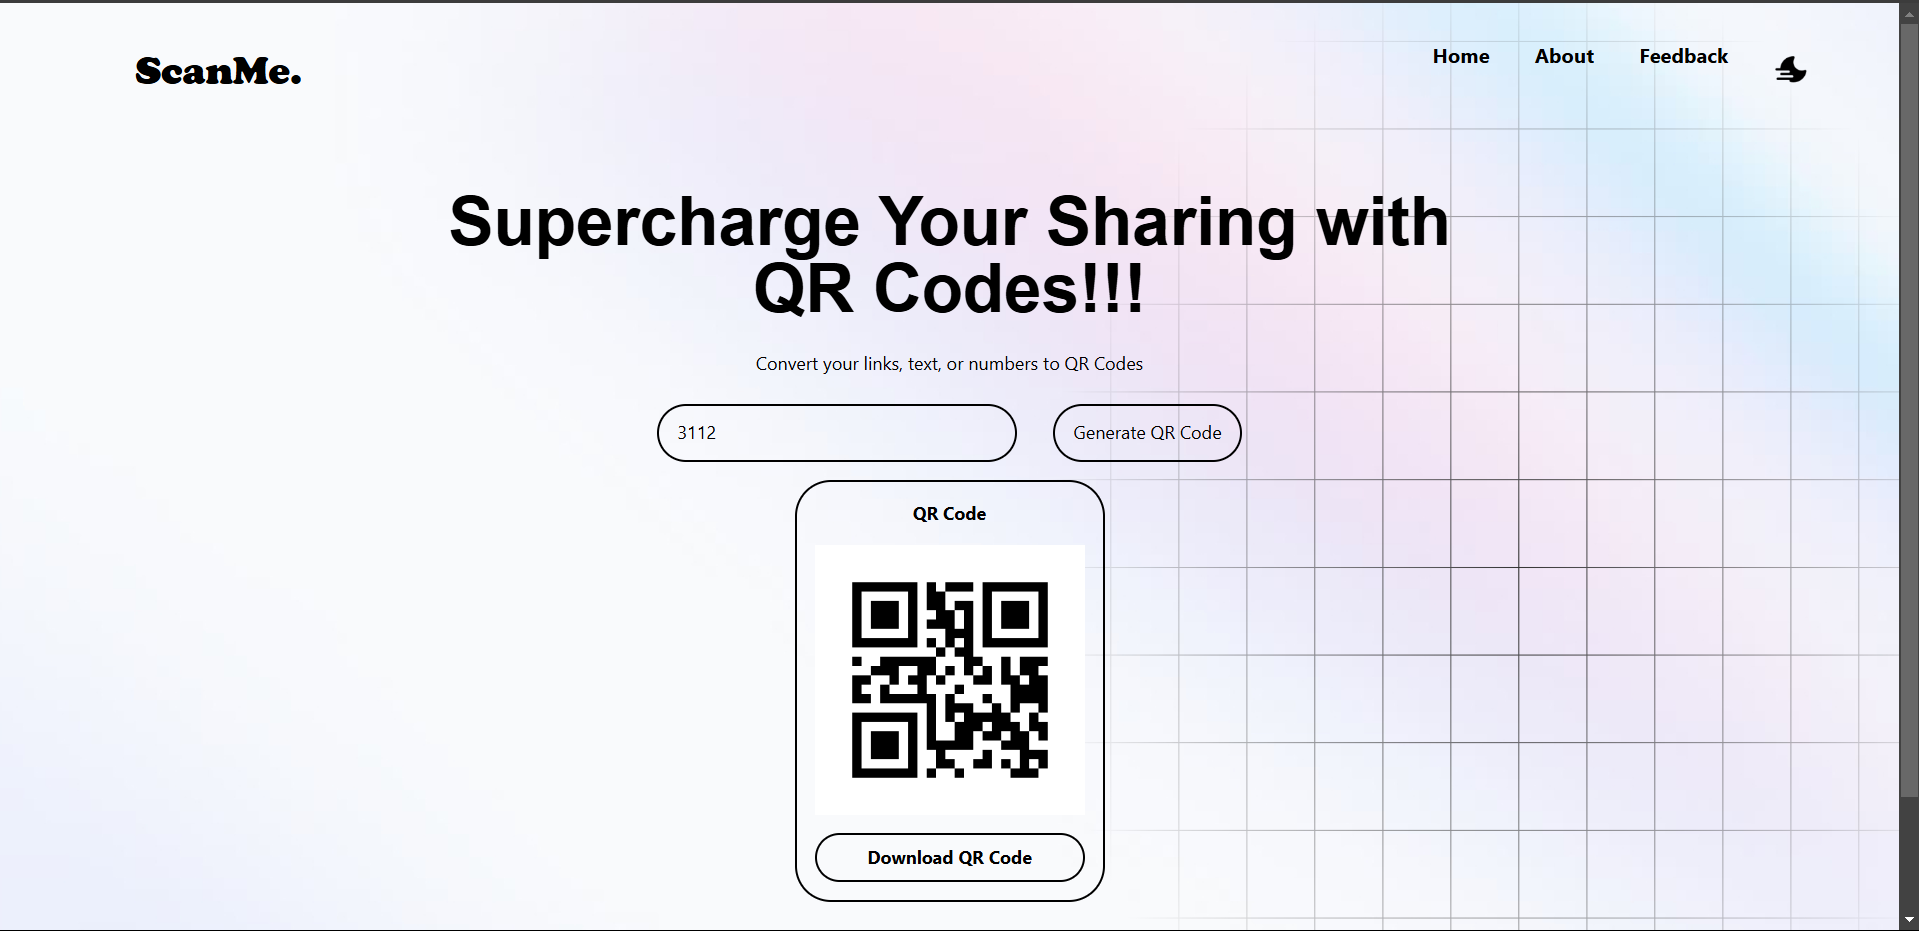 ScanMe.
Home
About
Feedback
Supercharge Your Sharing with
QR Codes!!!
Convert your links, text, or numbers to QR Codes
3112
Generate QR Code
QR Code
Download QR Code